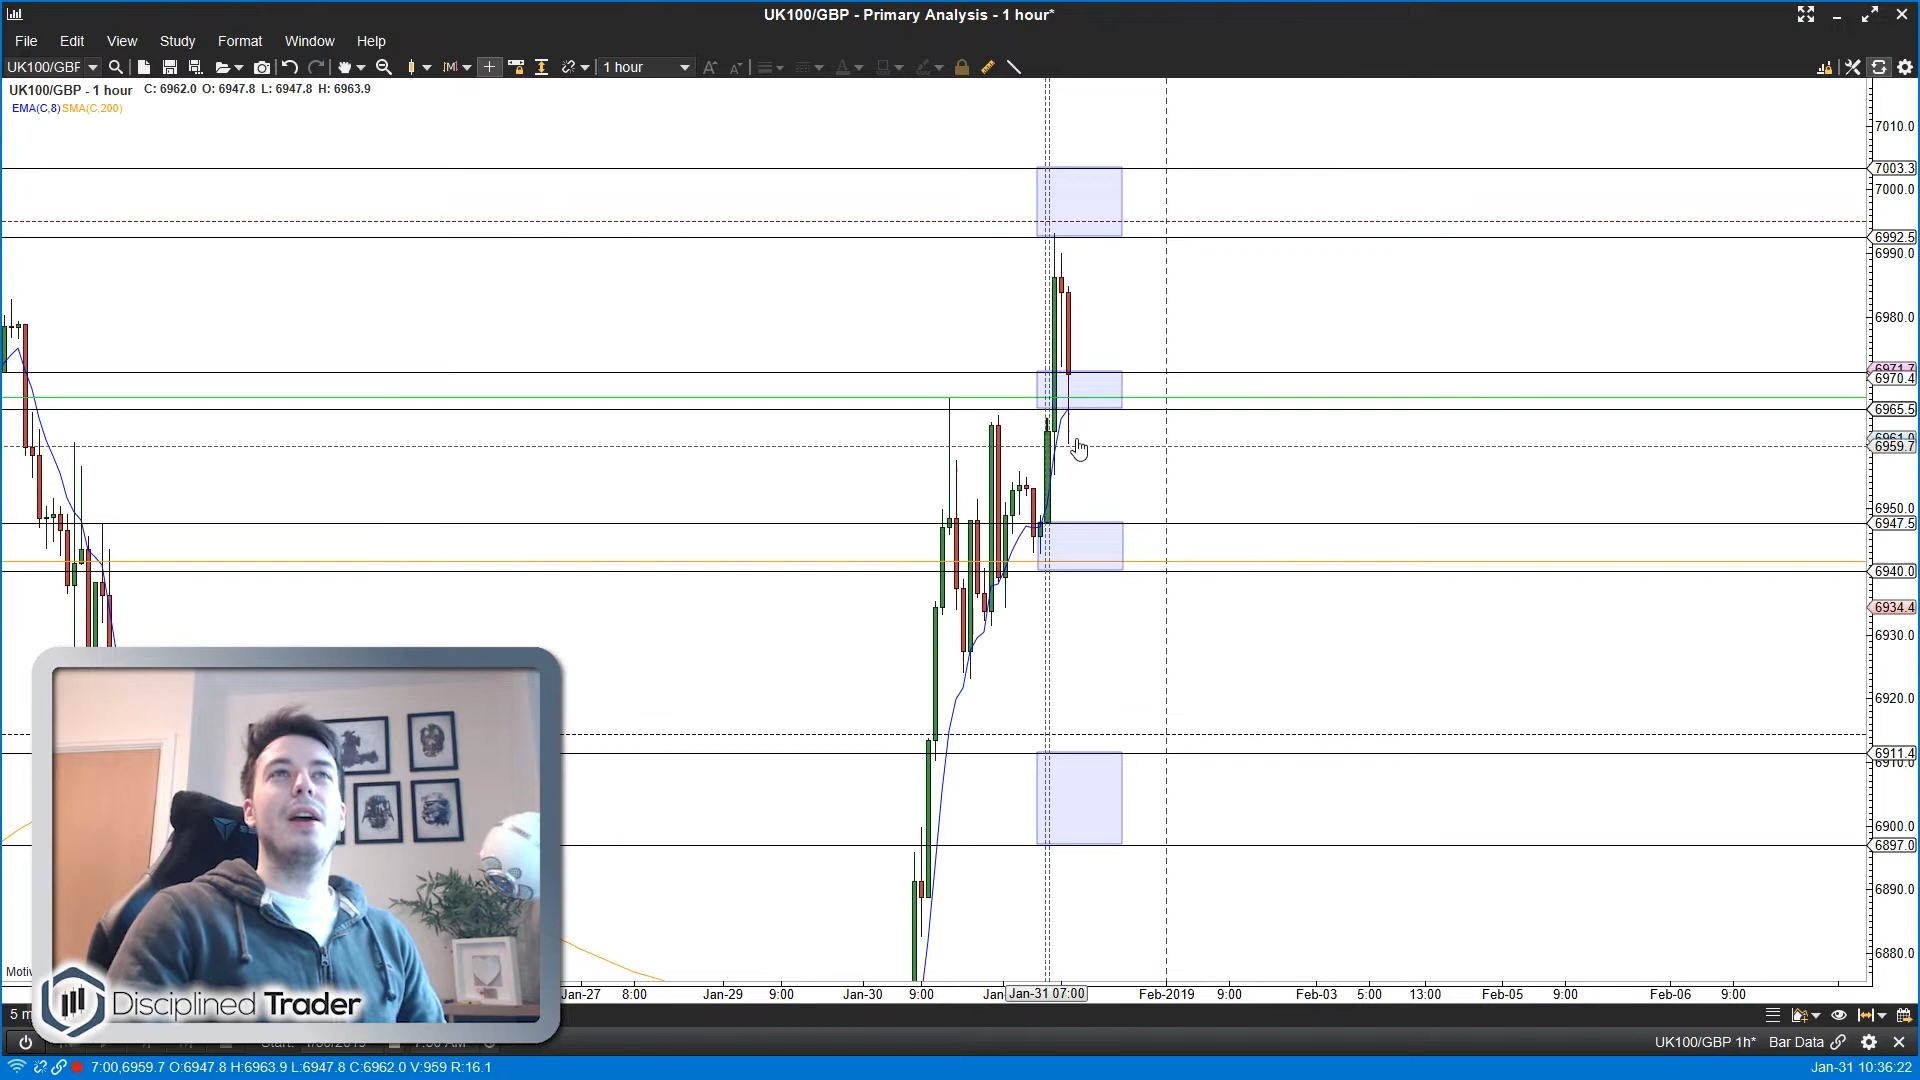 UK100/GBP - Primary Analysis - 1 hour*
File Edit View Study Format Window Help
UK100/GBP 1 hour
UK100/GBP - 1 hour C: 6962.0 O: 6947.8 L: 6947.8 H: 6963.9
EMA(C,8) SMA(C,200)
7010.0
7003.3
7000.0
6992.5
6990.0
6980.0
6971.7
6970.4
6965.5
6961.0
6959.7
6950.0
6947.5
6940.0
6934.4
6930.0
6920.0
6911.4
6910.0
6900.0
6897.0
6890.0
6880.0
Jan-27 8:00 Jan-29 9:00 Jan-30 9:00 Jan-31 07:00 Feb-2019 9:00 Feb-03 5:00 13:00 Feb-05 9:00 Feb-06 9:00
Disciplined Trader
UK100/GBP 1h* Bar Data
7:00,6959.7 O:6947.8 H:6963.9 L:6947.8 C:6962.0 V:959 R:16.1
Jan-31 10:36:22